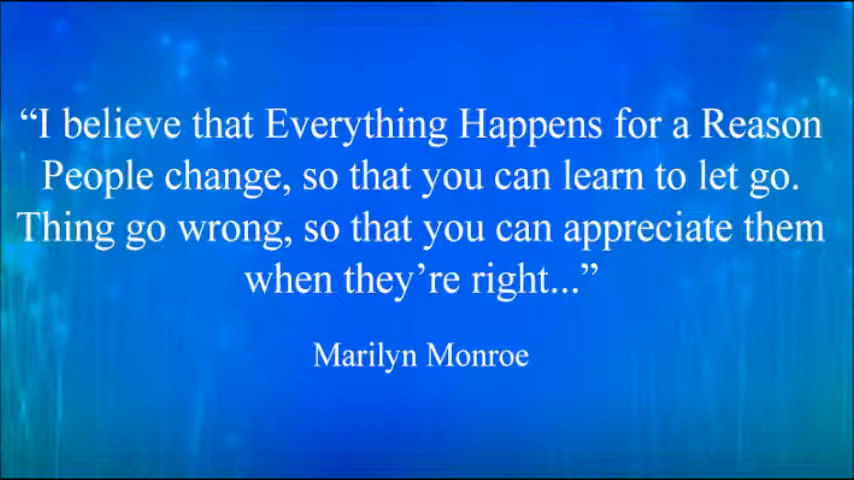 “I believe that Everything Happens for a Reason
People change, so that you can learn to let go.
Thing go wrong, so that you can appreciate them
when they’re right...”
Marilyn Monroe